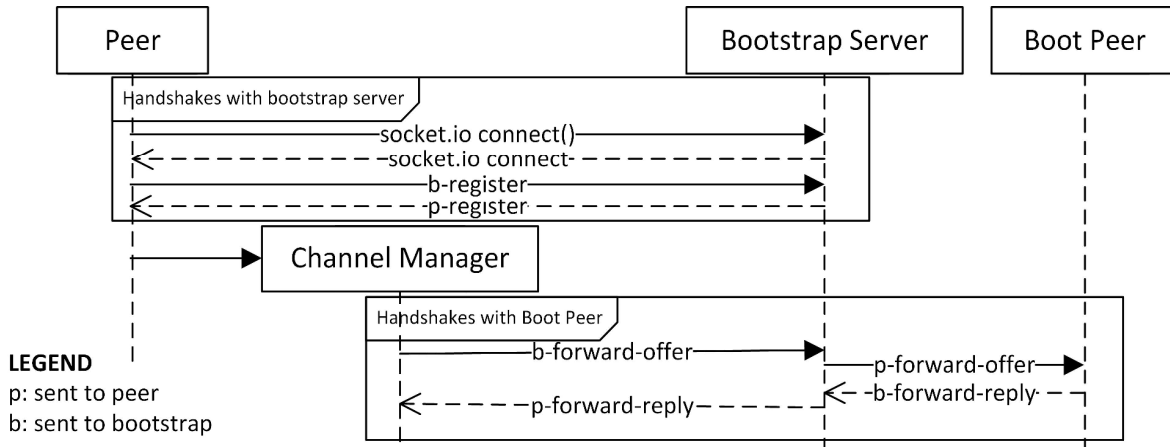 Peer
Bootstrap Server
Boot Peer
Handshakes with bootstrap server
socket.io connect()
socket.io connect
b-register
p-register
Channel Manager
Handshakes with Boot Peer
b-forward-offer
p-forward-offer
b-forward-reply
p-forward-reply
LEGEND
p: sent to peer
b: sent to bootstrap